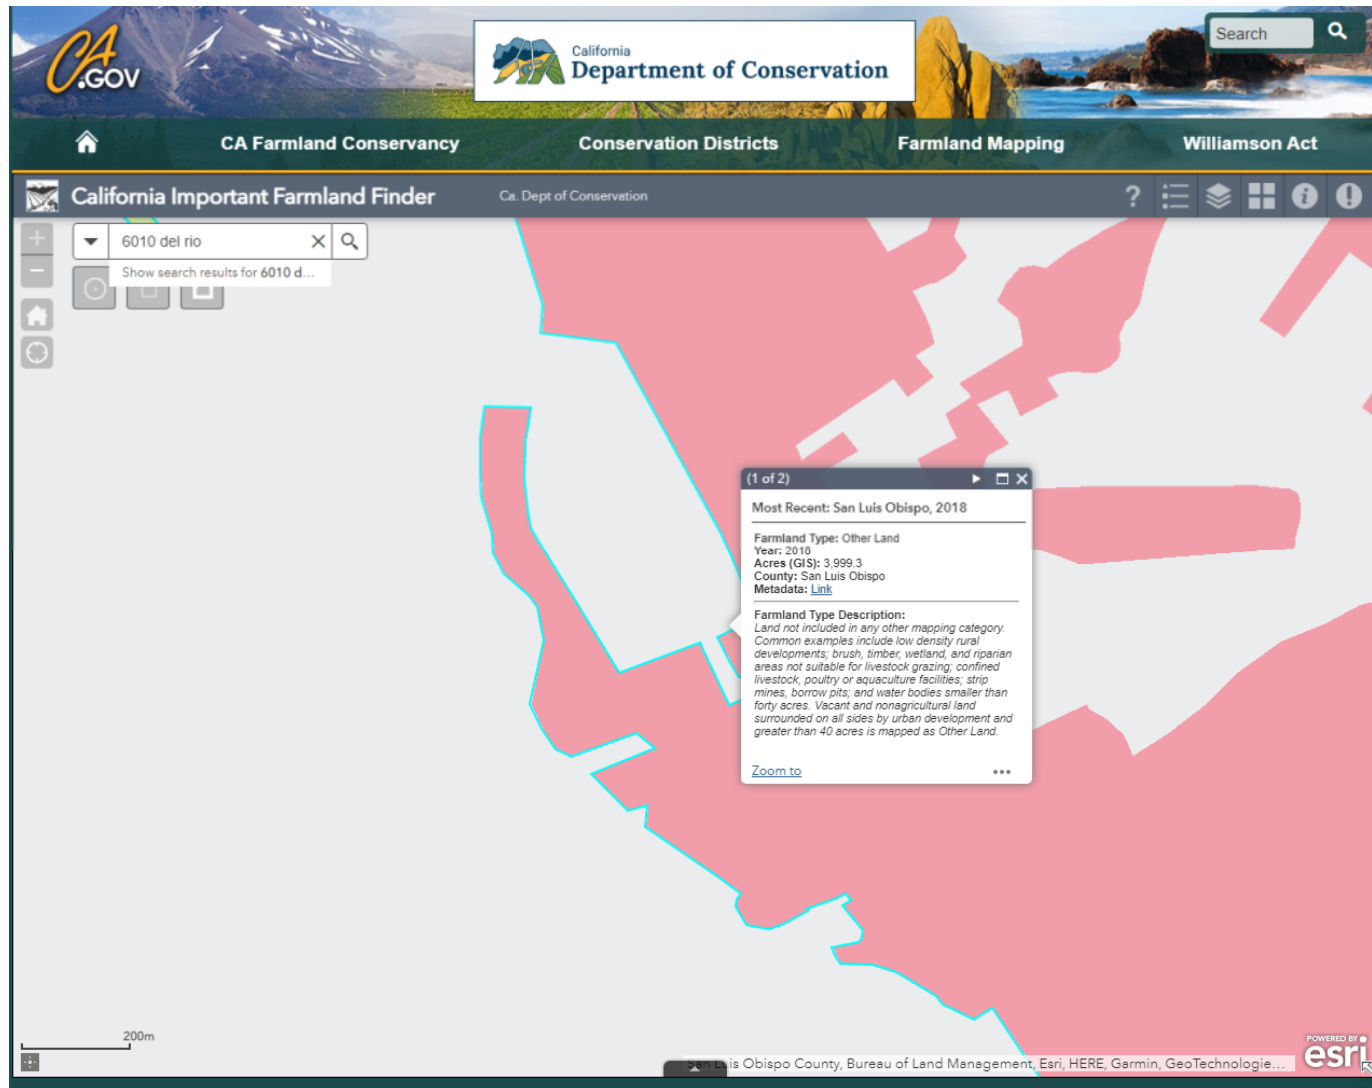 CA
.GOV
California
Department of Conservation
Search
CA Farmland Conservancy
Conservation Districts
Farmland Mapping
Williamson Act
California Important Farmland Finder
Ca. Dept of Conservation
?
6010 del rio
Show search results for 6010 d...
(1 of 2)
Most Recent: San Luis Obispo, 2018
Farmland Type: Other Land
Year: 2018
Acres (GIS): 3,999.3
County: San Luis Obispo
Metadata: Link
Farmland Type Description:
Land not included in any other mapping category.
Common examples include low density rural
developments; brush, timber, wetland, and riparian
areas not suitable for livestock grazing; confined
livestock, poultry or aquaculture facilities; strip
mines, borrow pits; and water bodies smaller than
forty acres. Vacant and nonagricultural land
surrounded on all sides by urban development and
greater than 40 acres is mapped as Other Land.
Zoom to
200m
San Luis Obispo County, Bureau of Land Management, Esri, HERE, Garmin, GeoTechnologie...
POWERED BY
esri